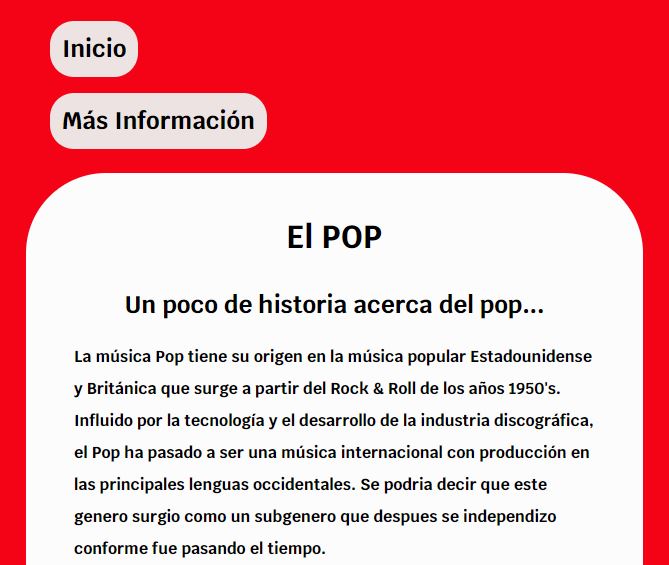 Inicio
Más Información
El POP
Un poco de historia acerca del pop...
La música Pop tiene su origen en la música popular Estadounidense
y Británica que surge a partir del Rock & Roll de los años 1950's.
Influido por la tecnología y el desarrollo de la industria discográfica,
el Pop ha pasado a ser una música internacional con producción en
las principales lenguas occidentales. Se podria decir que este
genero surgio como un subgenero que despues se independizo
conforme fue pasando el tiempo.